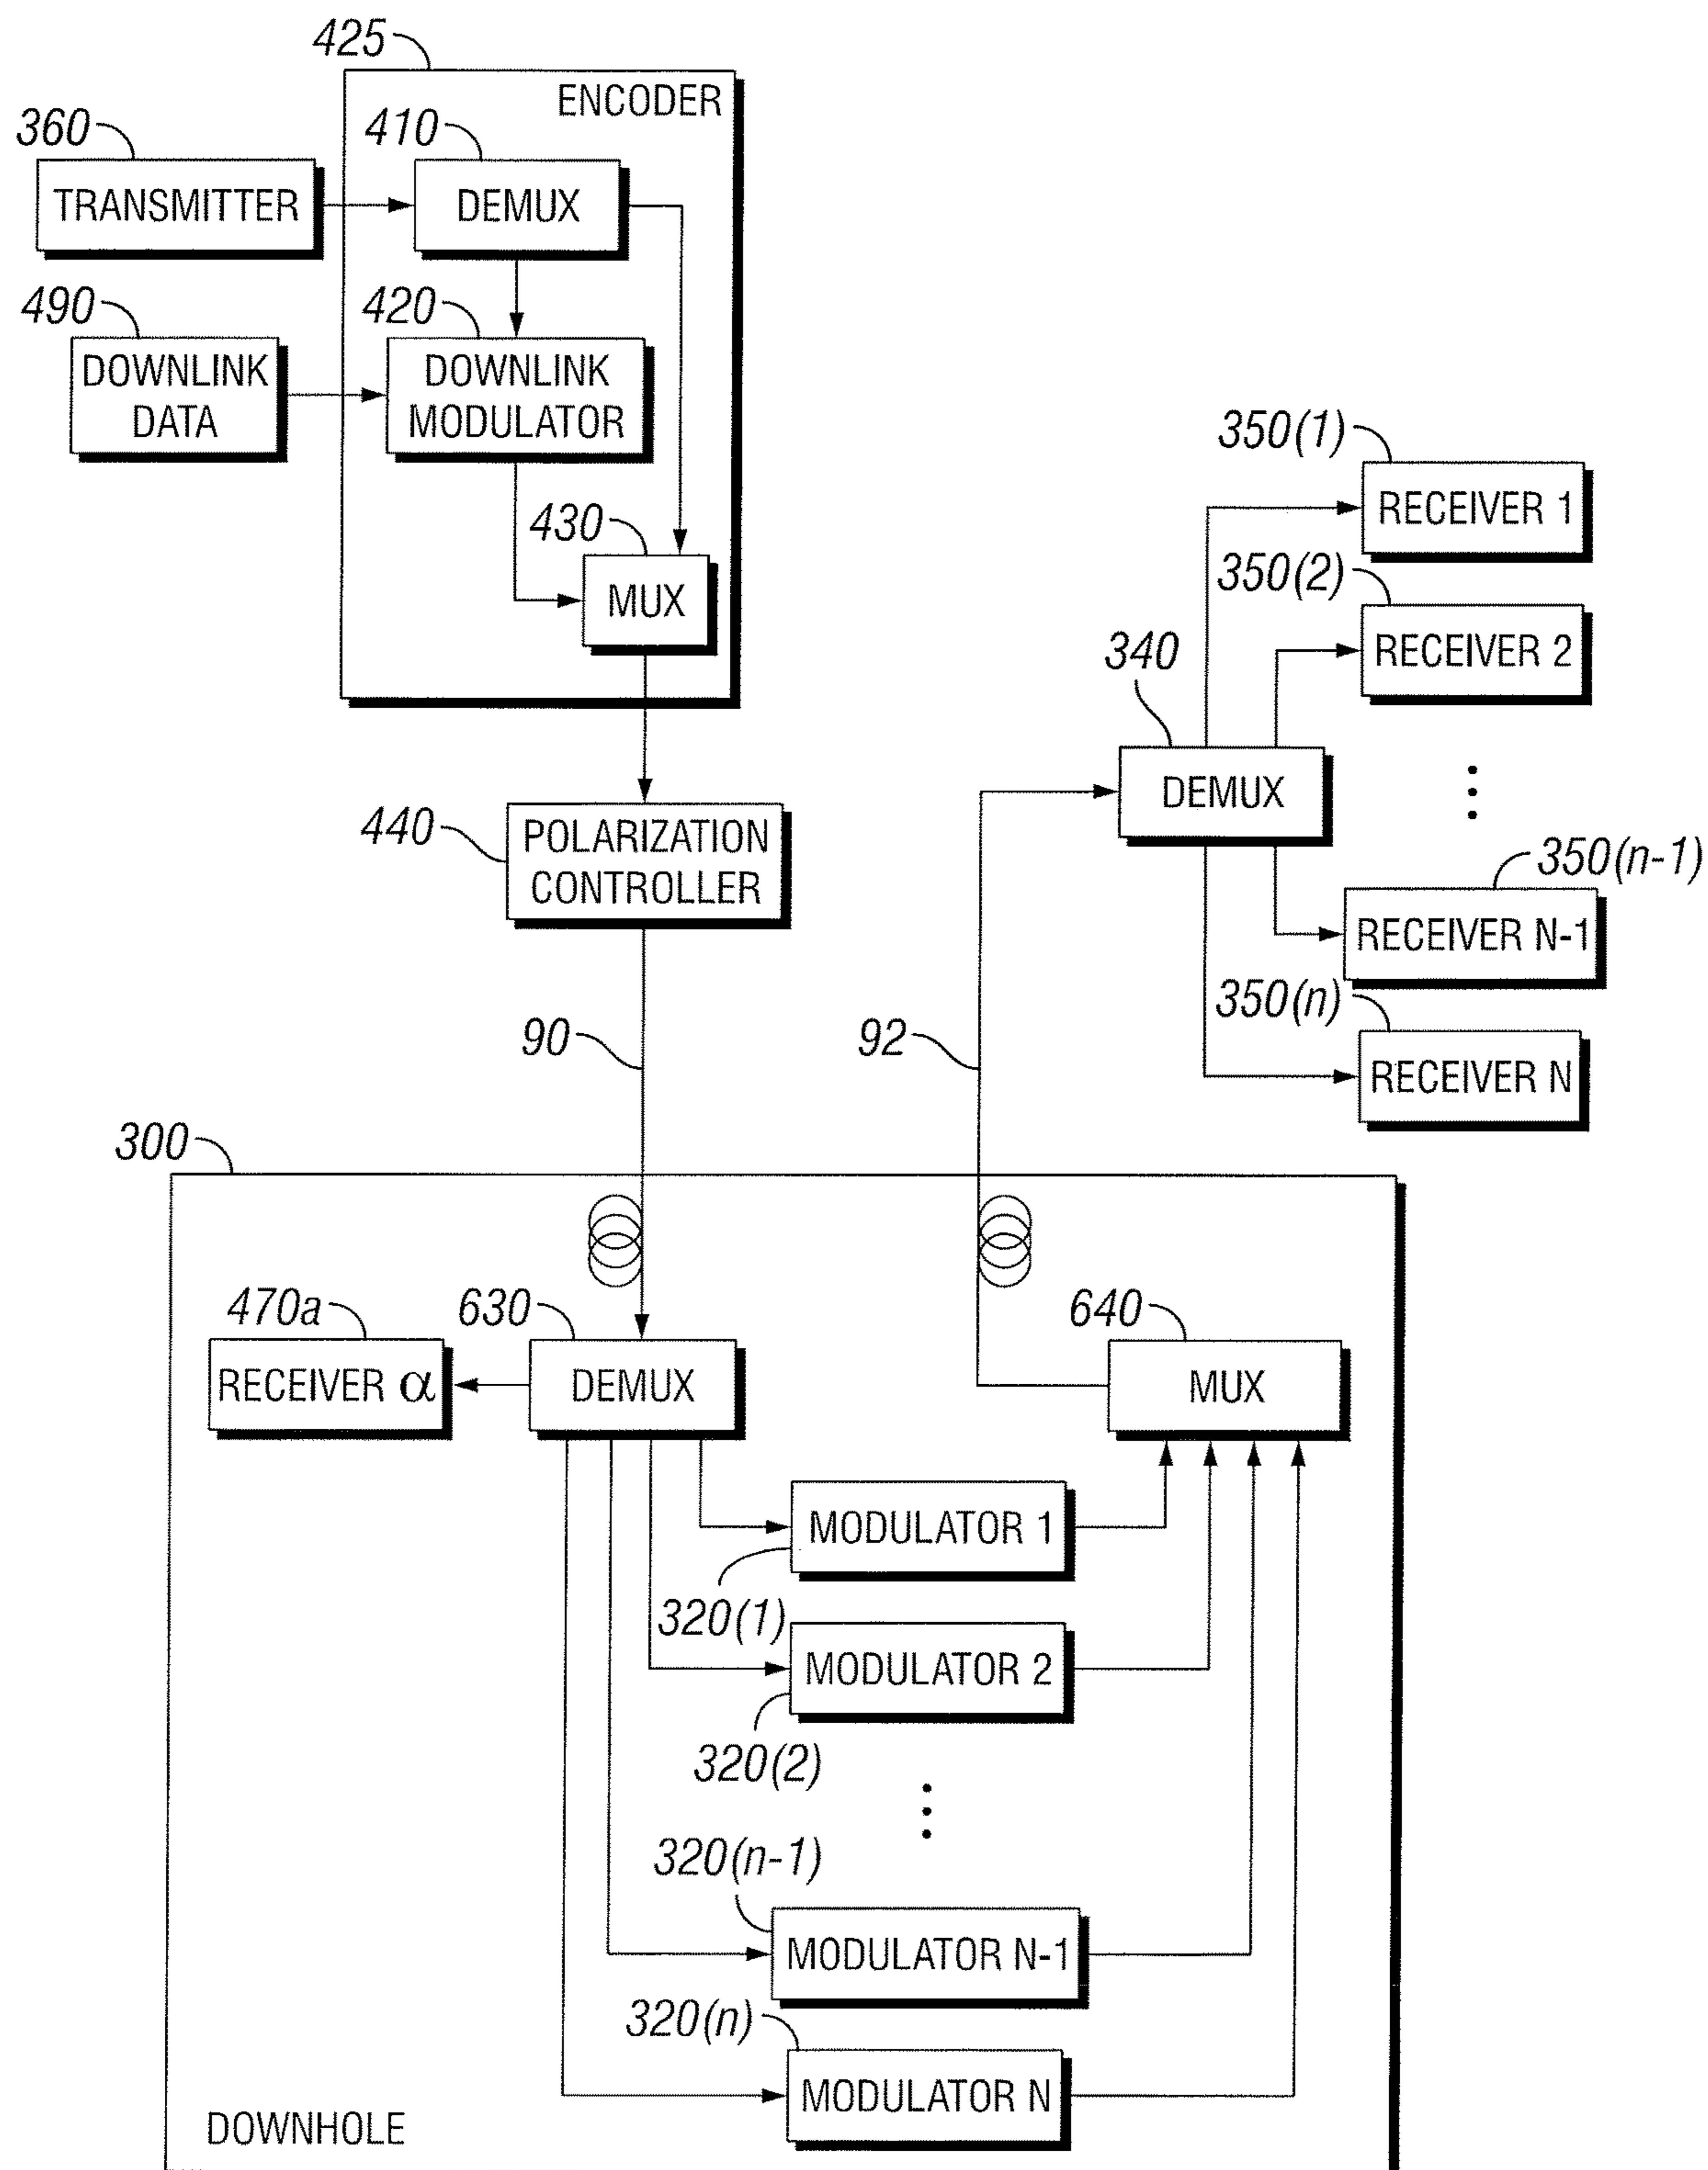 425
ENCODER
360
TRANSMITTER
410
DEMUX
490
DOWNLINK
DATA
420
DOWNLINK
MODULATOR
430
MUX
440
POLARIZATION
CONTROLLER
90
92
340
DEMUX
350(1)
RECEIVER 1
350(2)
RECEIVER 2
350(n-1)
RECEIVER N-1
350(n)
RECEIVER N
300
470a
RECEIVER α
630
DEMUX
640
MUX
MODULATOR 1
320(1)
MODULATOR 2
320(2)
320(n-1)
MODULATOR N-1
320(n)
MODULATOR N
DOWNHOLE